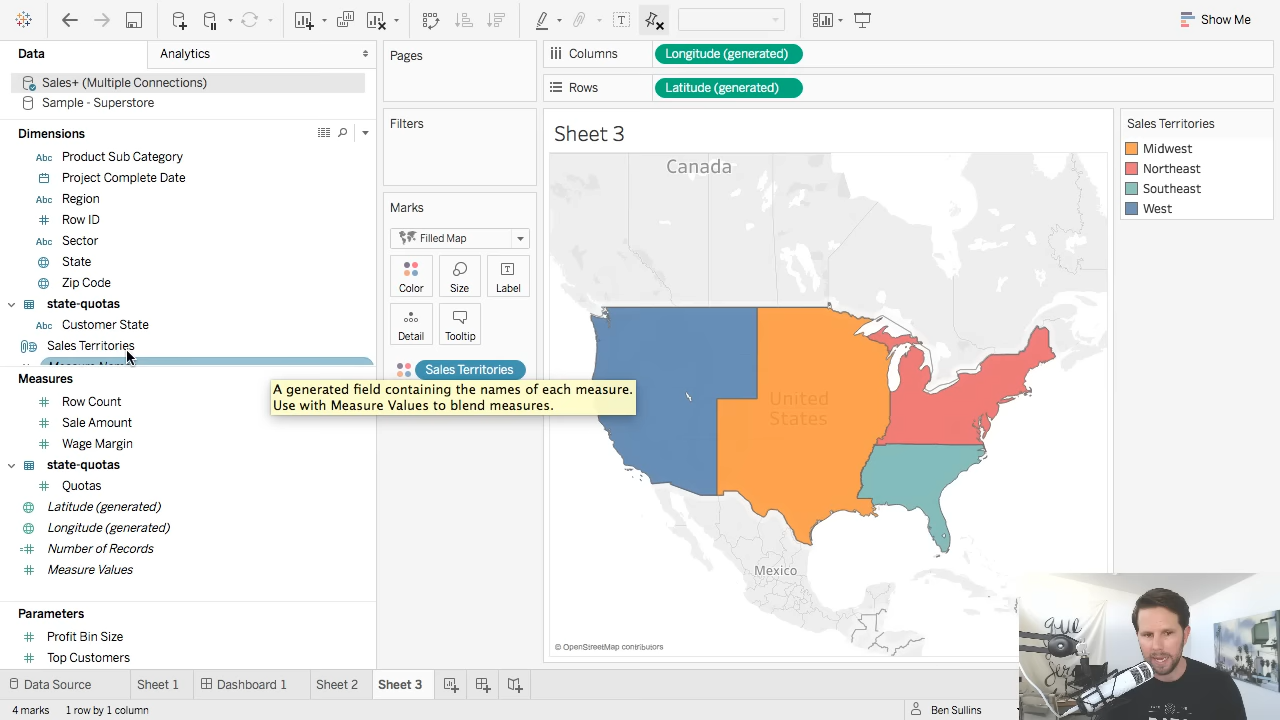 Show Me
Data
Analytics
Sales+ (Multiple Connections)
Sample - Superstore
Dimensions
Abc Product Sub Category
Project Complete Date
Abc Region
Row ID
Abc Sector
State
Zip Code
state-quotas
Abc Customer State
Sales Territories
Measures
Row Count
Sale Amount
Wage Margin
state-quotas
Quotas
Latitude (generated)
Longitude (generated)
Number of Records
Measure Values
Parameters
Profit Bin Size
Top Customers
Pages
Filters
Marks
Filled Map
Color
Size
Label
Detail
Tooltip
Sales Territories
A generated field containing the names of each measure.
Use with Measure Values to blend measures.
Columns
Longitude (generated)
Rows
Latitude (generated)
Sheet 3
Canada
United
States
Mexico
© OpenStreetMap contributors
Sales Territories
Midwest
Northeast
Southeast
West
Data Source
Sheet 1
Dashboard 1
Sheet 2
Sheet 3
4 marks
1 row by 1 column
Ben Sullins